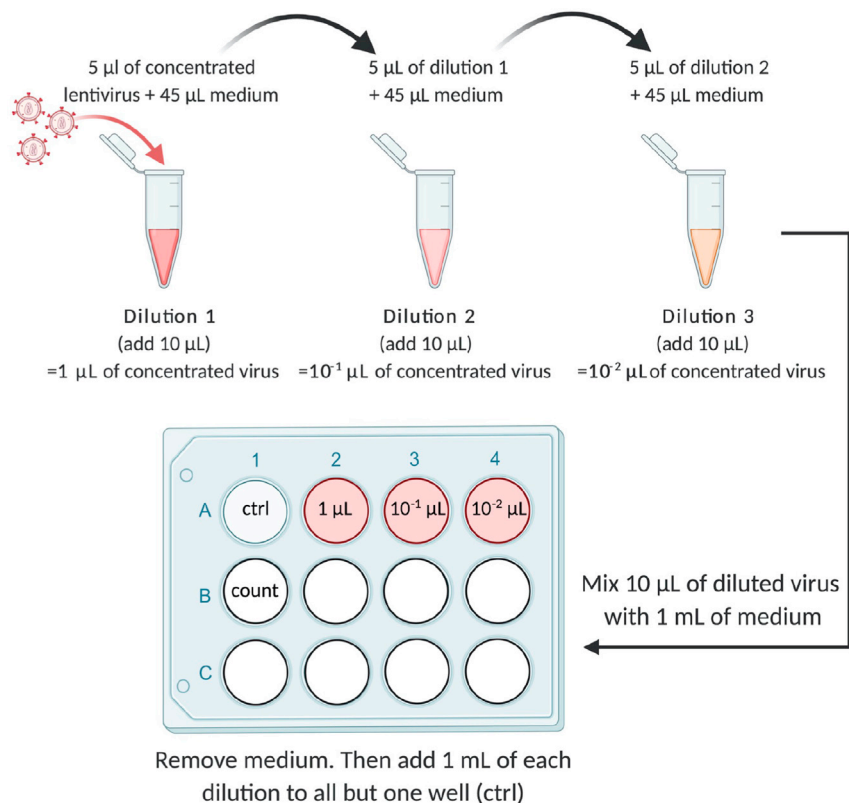 5 µl of concentrated
lentivirus + 45 µL medium
5 µL of dilution 1
+ 45 µL medium
5 µL of dilution 2
+ 45 µL medium
Dilution 1
(add 10 µL)
=1 µL of concentrated virus
Dilution 2
(add 10 µL)
=10⁻¹ µL of concentrated virus
Dilution 3
(add 10 µL)
=10⁻² µL of concentrated virus
1 2 3 4
A ctrl 1 µL 10⁻¹ µL 10⁻² µL
B count
C
Mix 10 µL of diluted virus
with 1 mL of medium
Remove medium. Then add 1 mL of each
dilution to all but one well (ctrl)